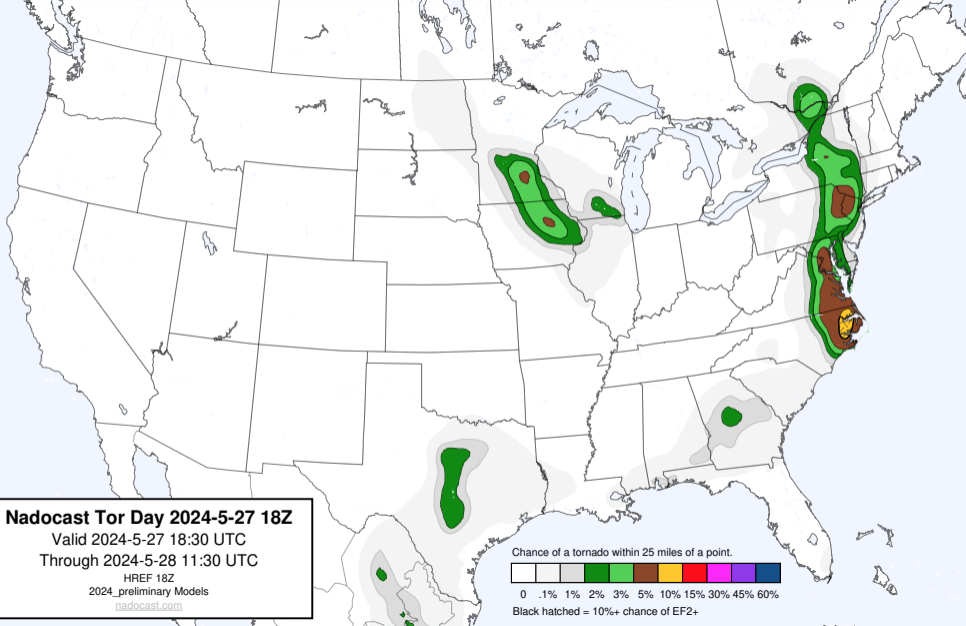 Nadocast Tor Day 2024-5-27 18Z
Valid 2024-5-27 18:30 UTC
Through 2024-5-28 11:30 UTC
HREF 18Z
2024_preliminary Models
nadocast.com
Chance of a tornado within 25 miles of a point.
0 .1% 1% 2% 3% 5% 10% 15% 30% 45% 60%
Black hatched = 10%+ chance of EF2+